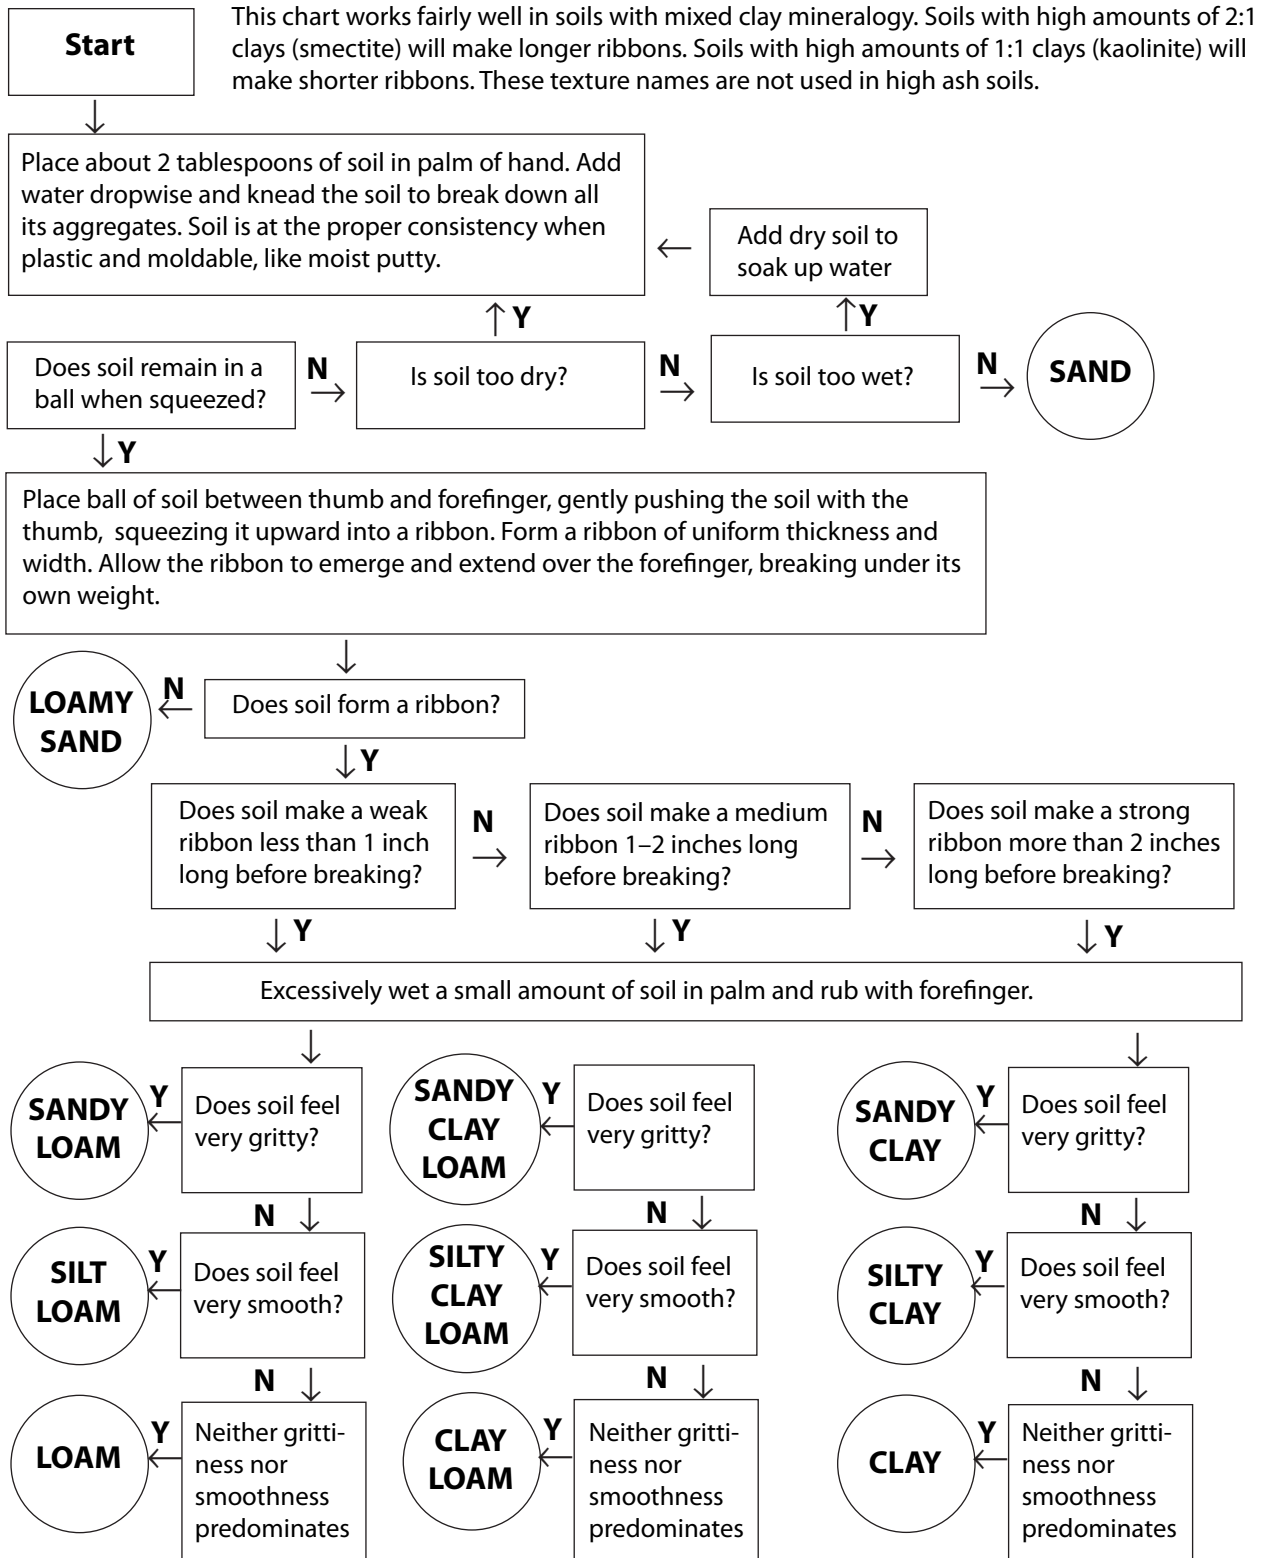 Start
This chart works fairly well in soils with mixed clay mineralogy. Soils with high amounts of 2:1
clays (smectite) will make longer ribbons. Soils with high amounts of 1:1 clays (kaolinite) will
make shorter ribbons. These texture names are not used in high ash soils.
Place about 2 tablespoons of soil in palm of hand. Add
water dropwise and knead the soil to break down all
its aggregates. Soil is at the proper consistency when
plastic and moldable, like moist putty.
Add dry soil to
soak up water
Y
Y
Does soil remain in a
ball when squeezed?
N
Is soil too dry?
N
Is soil too wet?
N
SAND
Y
Place ball of soil between thumb and forefinger, gently pushing the soil with the
thumb, squeezing it upward into a ribbon. Form a ribbon of uniform thickness and
width. Allow the ribbon to emerge and extend over the forefinger, breaking under its
own weight.
LOAMY
SAND
N
Does soil form a ribbon?
Y
Does soil make a weak
ribbon less than 1 inch
long before breaking?
N
Does soil make a medium
ribbon 1–2 inches long
before breaking?
N
Does soil make a strong
ribbon more than 2 inches
long before breaking?
Y
Y
Y
Excessively wet a small amount of soil in palm and rub with forefinger.
SANDY
LOAM
Y
Does soil feel
very gritty?
SANDY
CLAY
LOAM
Y
Does soil feel
very gritty?
SANDY
CLAY
Y
Does soil feel
very gritty?
N
N
N
SILT
LOAM
Y
Does soil feel
very smooth?
SILTY
CLAY
LOAM
Y
Does soil feel
very smooth?
SILTY
CLAY
Y
Does soil feel
very smooth?
N
N
N
LOAM
Y
Neither gritti-
ness nor
smoothness
predominates
CLAY
LOAM
Y
Neither gritti-
ness nor
smoothness
predominates
CLAY
Y
Neither gritti-
ness nor
smoothness
predominates